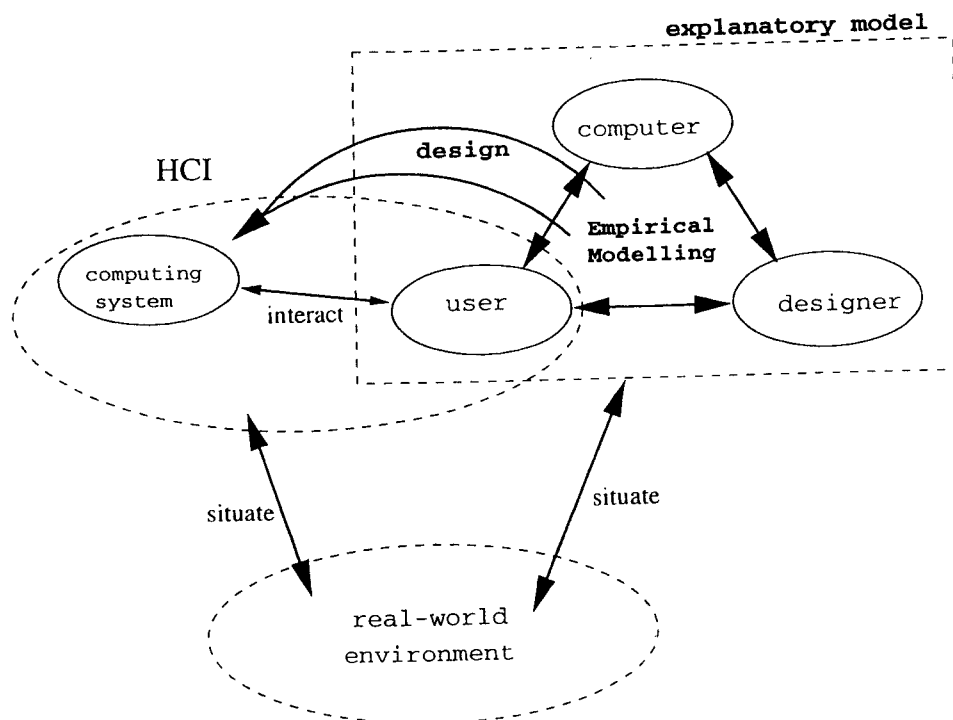 explanatory model
computer
design
HCI
Empirical
Modelling
computing
system
interact
user
designer
situate
situate
real-world
environment